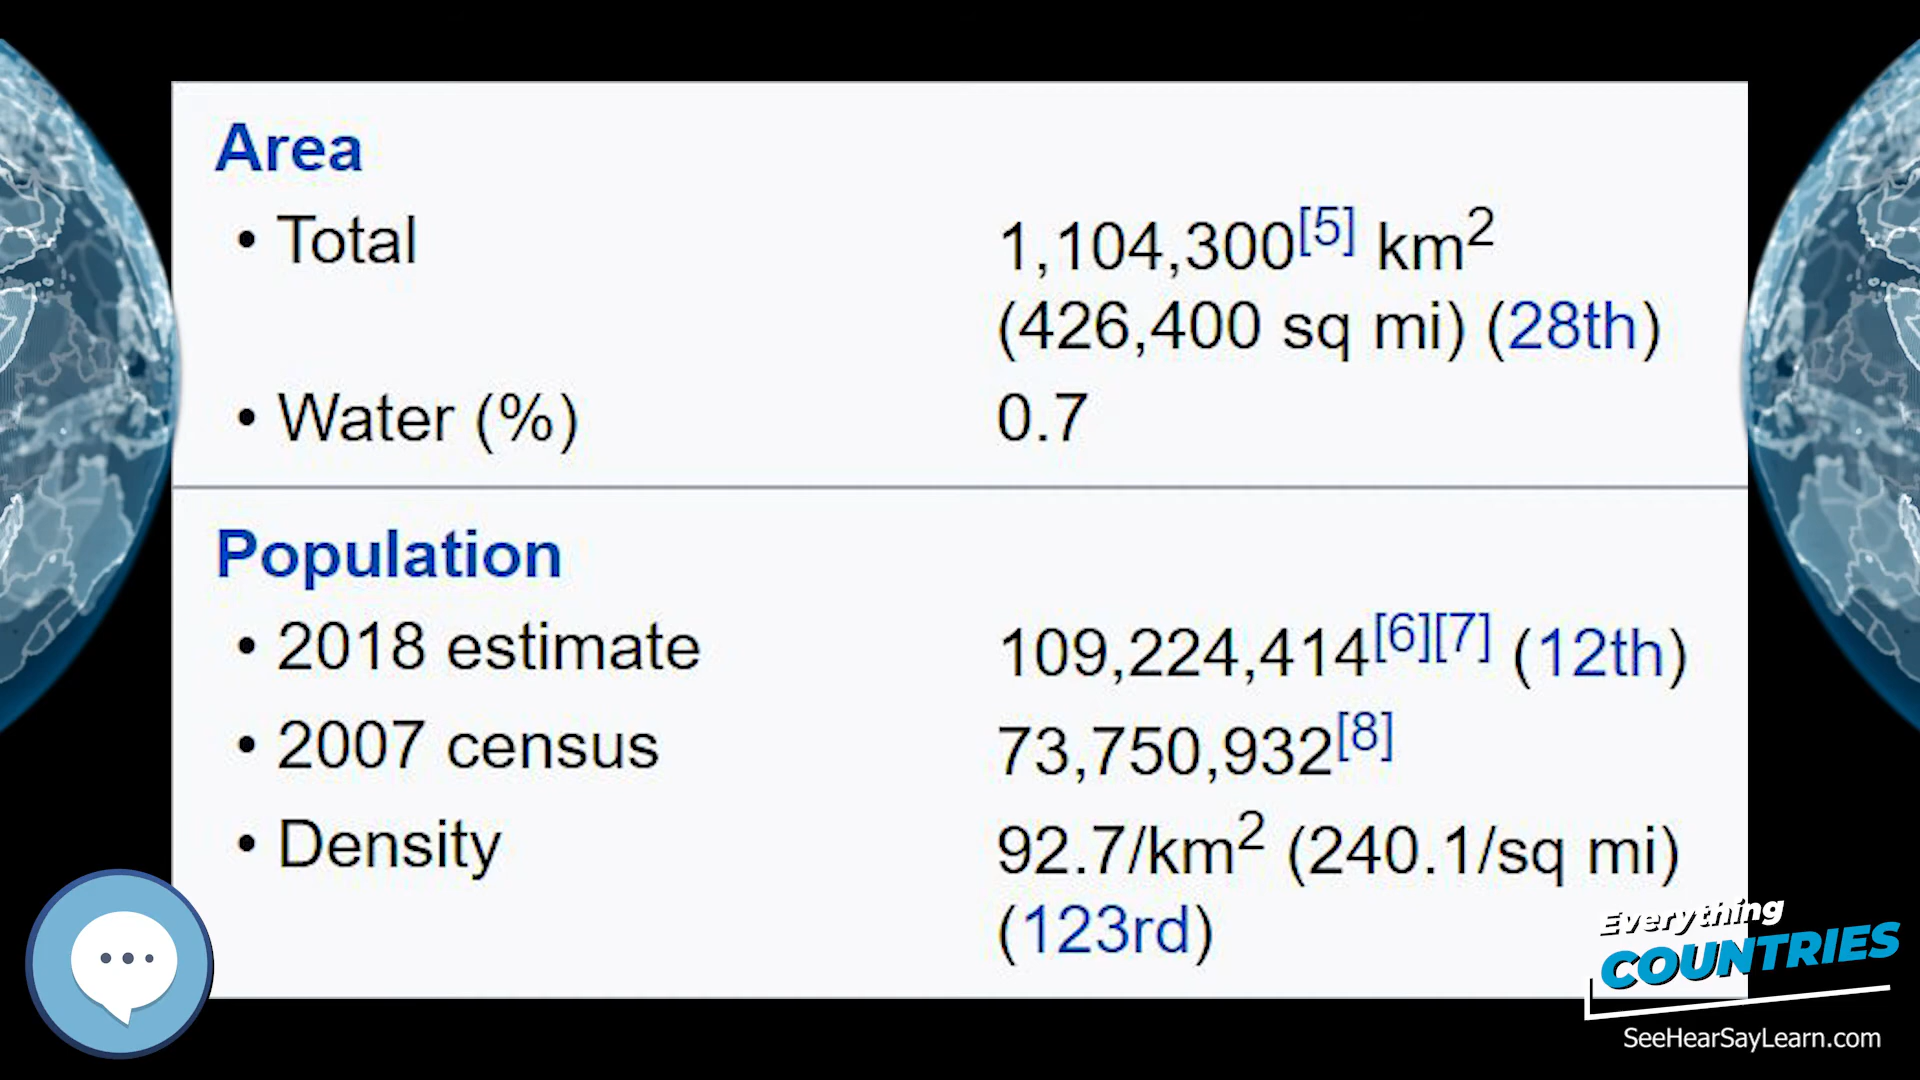 Area
• Total 1,104,300[5] km²
(426,400 sq mi) (28th)
• Water (%) 0.7
Population
• 2018 estimate 109,224,414[6][7] (12th)
• 2007 census 73,750,932[8]
• Density 92.7/km² (240.1/sq mi)
(123rd)
Everything
COUNTRIES
SeeHearSayLearn.com